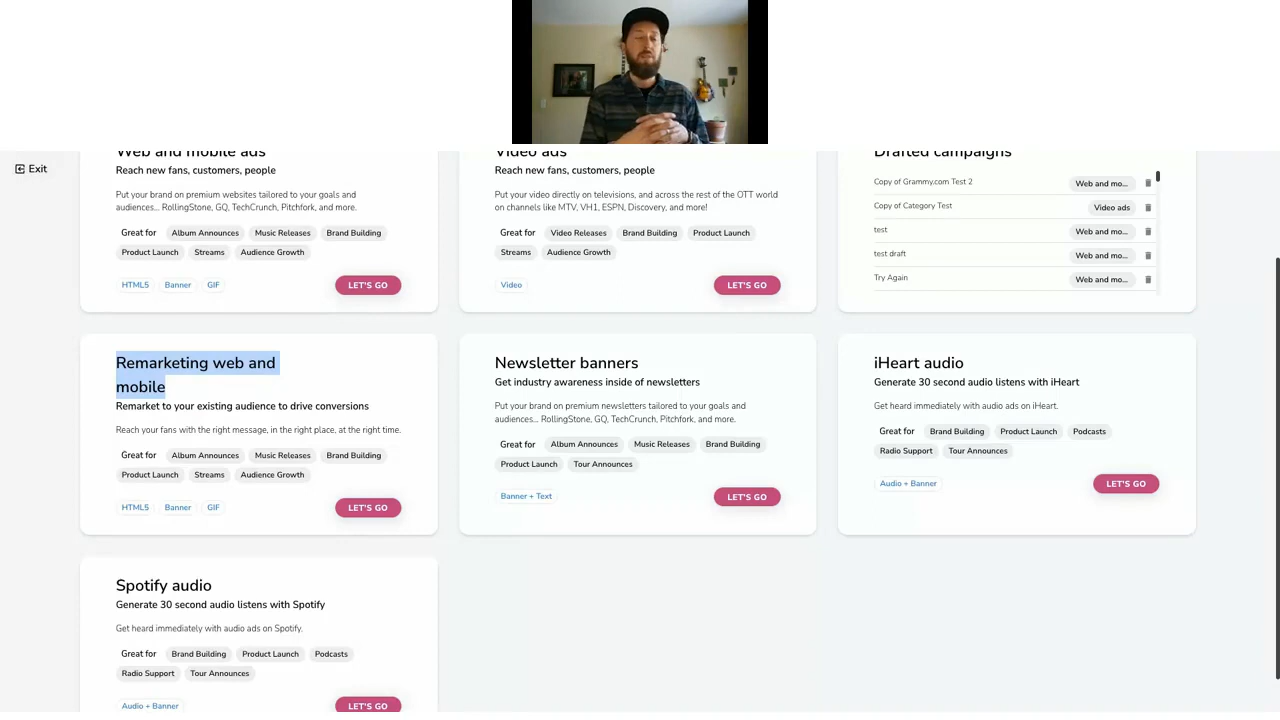 Exit
Web and mobile ads
Reach new fans, customers, people
Put your brand on premium websites tailored to your goals and
audiences... RollingStone, GQ, TechCrunch, Pitchfork, and more.
Great for Album Announces Music Releases Brand Building
Product Launch Streams Audience Growth
HTML5 Banner GIF LET'S GO
Video ads
Reach new fans, customers, people
Put your video directly on televisions, and across the rest of the OTT world
on channels like MTV, VH1, ESPN, Discovery, and more!
Great for Video Releases Brand Building Product Launch
Streams Audience Growth
Video LET'S GO
Drafted campaigns
Copy of Grammy.com Test 2 Web and mo...
Copy of Category Test Video ads
test Web and mo...
test draft Web and mo...
Try Again Web and mo...
Remarketing web and
mobile
Remarket to your existing audience to drive conversions
Reach your fans with the right message, in the right place, at the right time.
Great for Album Announces Music Releases Brand Building
Product Launch Streams Audience Growth
HTML5 Banner GIF LET'S GO
Newsletter banners
Get industry awareness inside of newsletters
Put your brand on premium newsletters tailored to your goals and
audiences... RollingStone, GQ, TechCrunch, Pitchfork, and more.
Great for Album Announces Music Releases Brand Building
Product Launch Tour Announces
Banner + Text LET'S GO
iHeart audio
Generate 30 second audio listens with iHeart
Get heard immediately with audio ads on iHeart.
Great for Brand Building Product Launch Podcasts
Radio Support Tour Announces
Audio + Banner LET'S GO
Spotify audio
Generate 30 second audio listens with Spotify
Get heard immediately with audio ads on Spotify.
Great for Brand Building Product Launch Podcasts
Radio Support Tour Announces
Audio + Banner LET'S GO